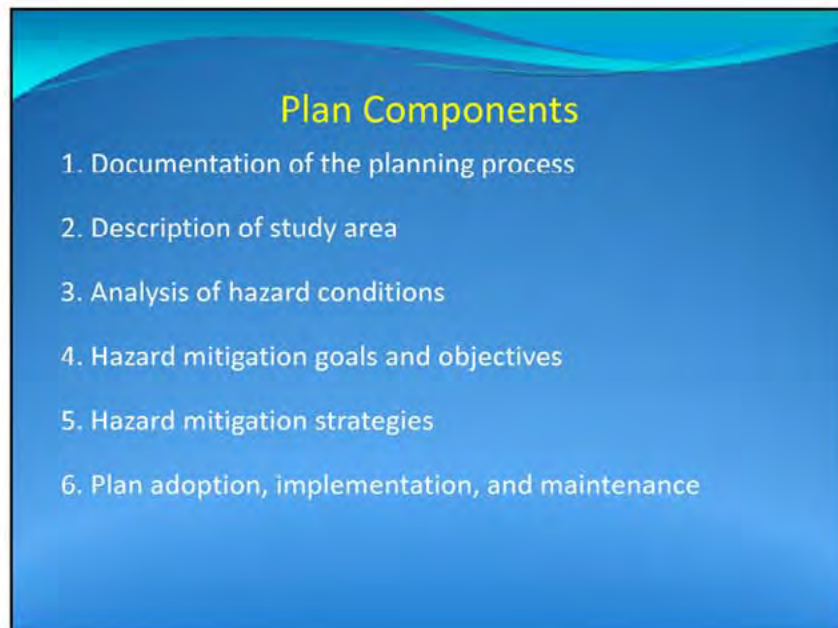 Plan Components
1. Documentation of the planning process
2. Description of study area
3. Analysis of hazard conditions
4. Hazard mitigation goals and objectives
5. Hazard mitigation strategies
6. Plan adoption, implementation, and maintenance